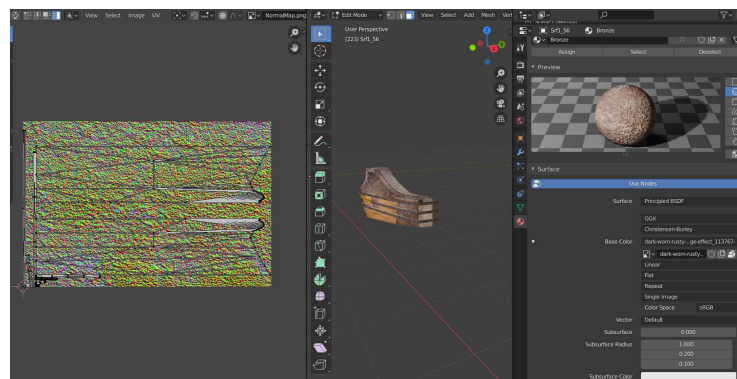 View Select Image UV
NormalMap.png
Edit Mode
View Select Add Mesh Vert
User Perspective
(223) Srf1_56
Srf1_56 Bronze
Bronze 72
Assign Select Deselect
Preview
Surface
Use Nodes
Surface Principled BSDF
GGX
Christensen-Burley
Base Color dark-worn-rusty-...ge-effect_113767-
dark-worn-rusty...
Linear
Flat
Repeat
Single Image
Color Space sRGB
Vector Default
Subsurface 0.000
Subsurface Radius 1.000
0.200
0.100
Subsurface Color